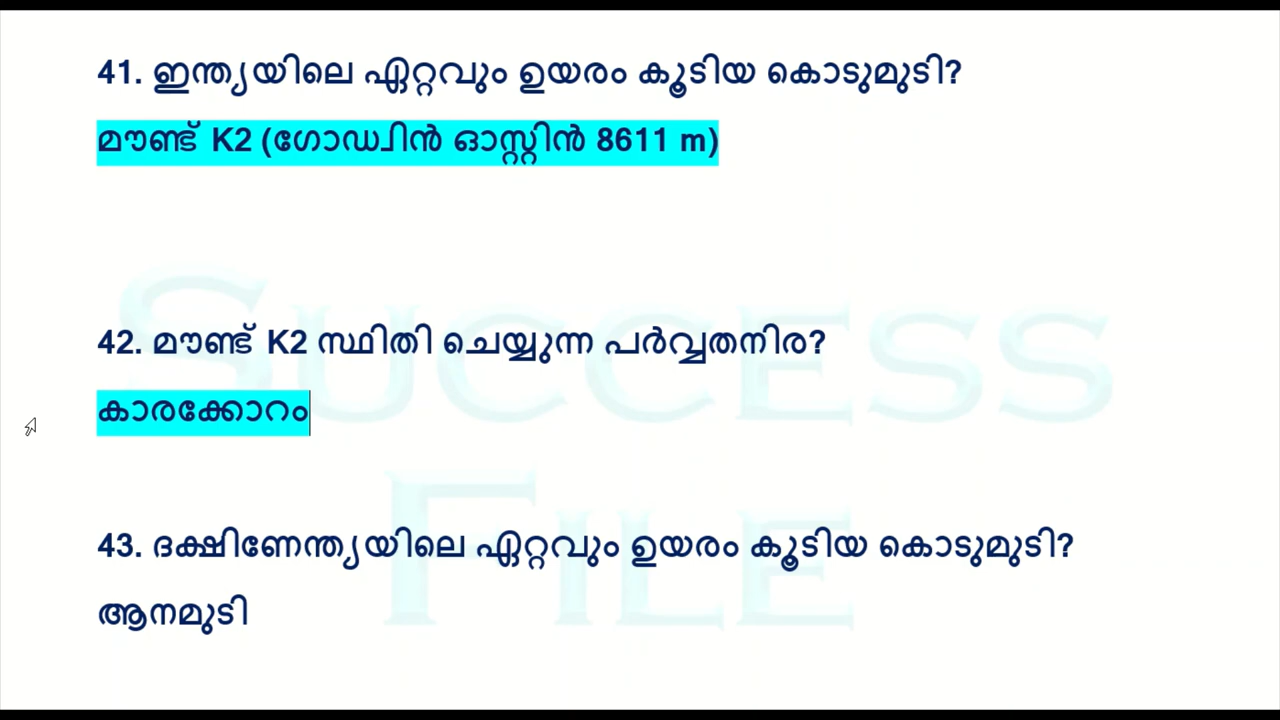 41. ഇന്ത്യയിലെ ഏറ്റവും ഉയരം കൂടിയ കൊടുമുടി?
മൗണ്ട് K2 (ഗോഡ്വിൻ ഓസ്റ്റിൻ 8611 m)
42. മൗണ്ട് K2 സ്ഥിതി ചെയ്യുന്ന പർവ്വതനിര?
കാരക്കോറം
43. ദക്ഷിണേന്ത്യയിലെ ഏറ്റവും ഉയരം കൂടിയ കൊടുമുടി?
ആനമുടി
SUCCESS
FILE